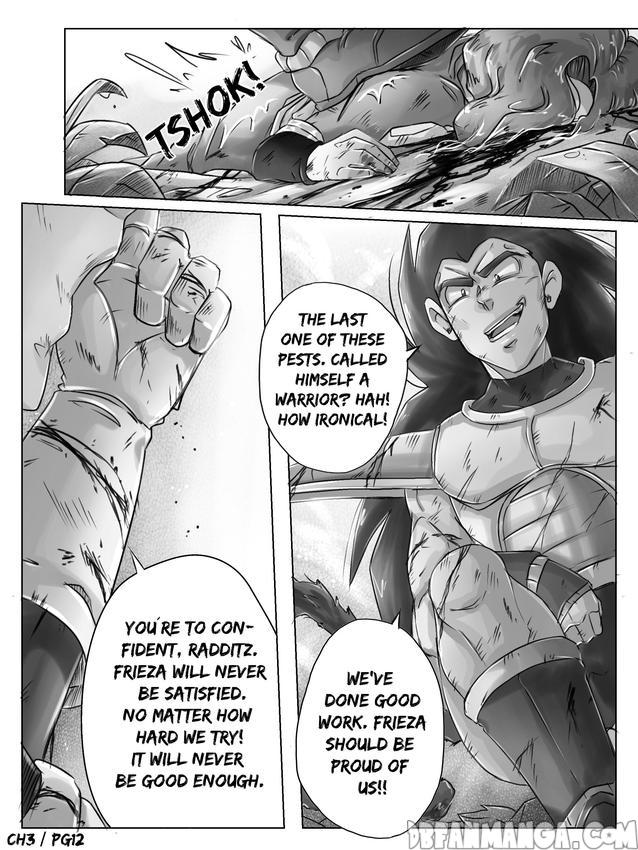 TSHOK!
THE LAST
ONE OF THESE
PESTS. CALLED
HIMSELF A
WARRIOR? HAH!
HOW IRONICAL!
WE'VE
DONE GOOD
WORK. FRIEZA
SHOULD BE
PROUD OF
US!!
YOU'RE TO CON-
FIDENT, RADDITZ.
FRIEZA WILL NEVER
BE SATISFIED.
NO MATTER HOW
HARD WE TRY!
IT WILL NEVER
BE GOOD ENOUGH.
CH3 / PG12
DBFANMANGA.COM